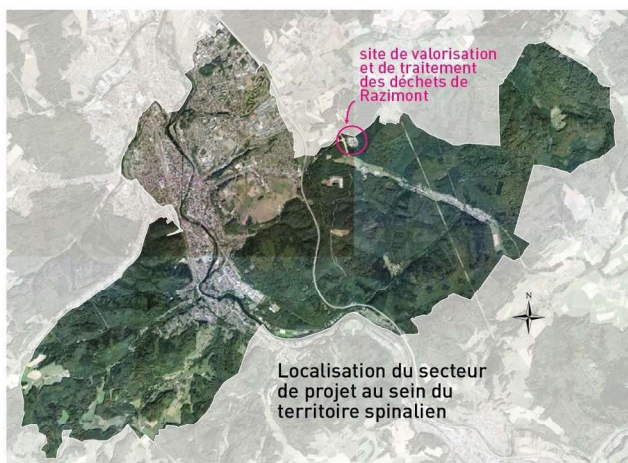 site de valorisation
et de traitement
des déchets de
Razimont
N
Localisation du secteur
de projet au sein du
territoire spinalien